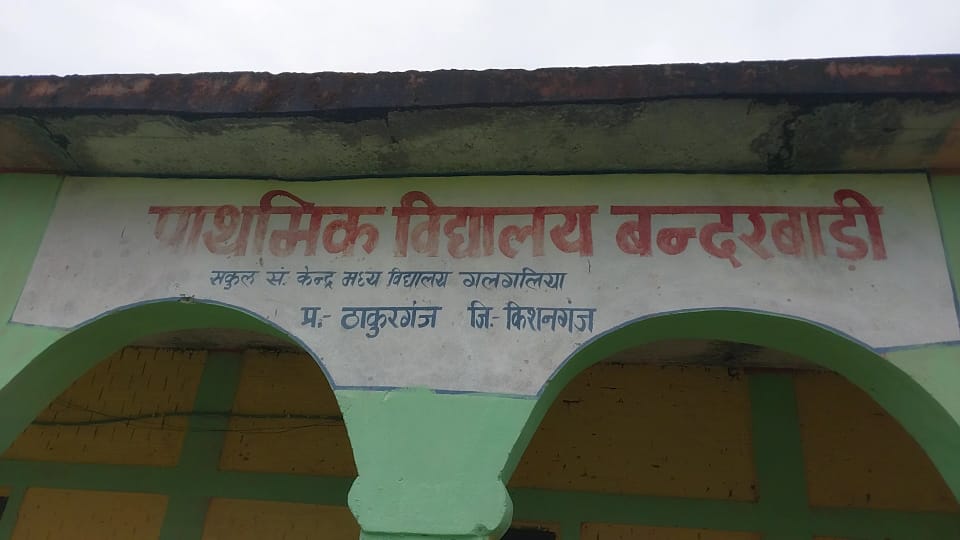 प्राथमिक विद्यालय बन्दरबाड़ी
सकुल सं. केन्द्र मध्य विद्यालय गलगलिया
प्र:- ठाकुरगंज जि:- किशनगंज